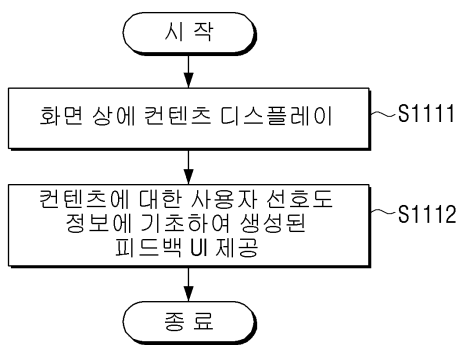 시 작
화면 상에 컨텐츠 디스플레이
S1111
컨텐츠에 대한 사용자 선호도
정보에 기초하여 생성된
피드백 UI 제공
S1112
종 료